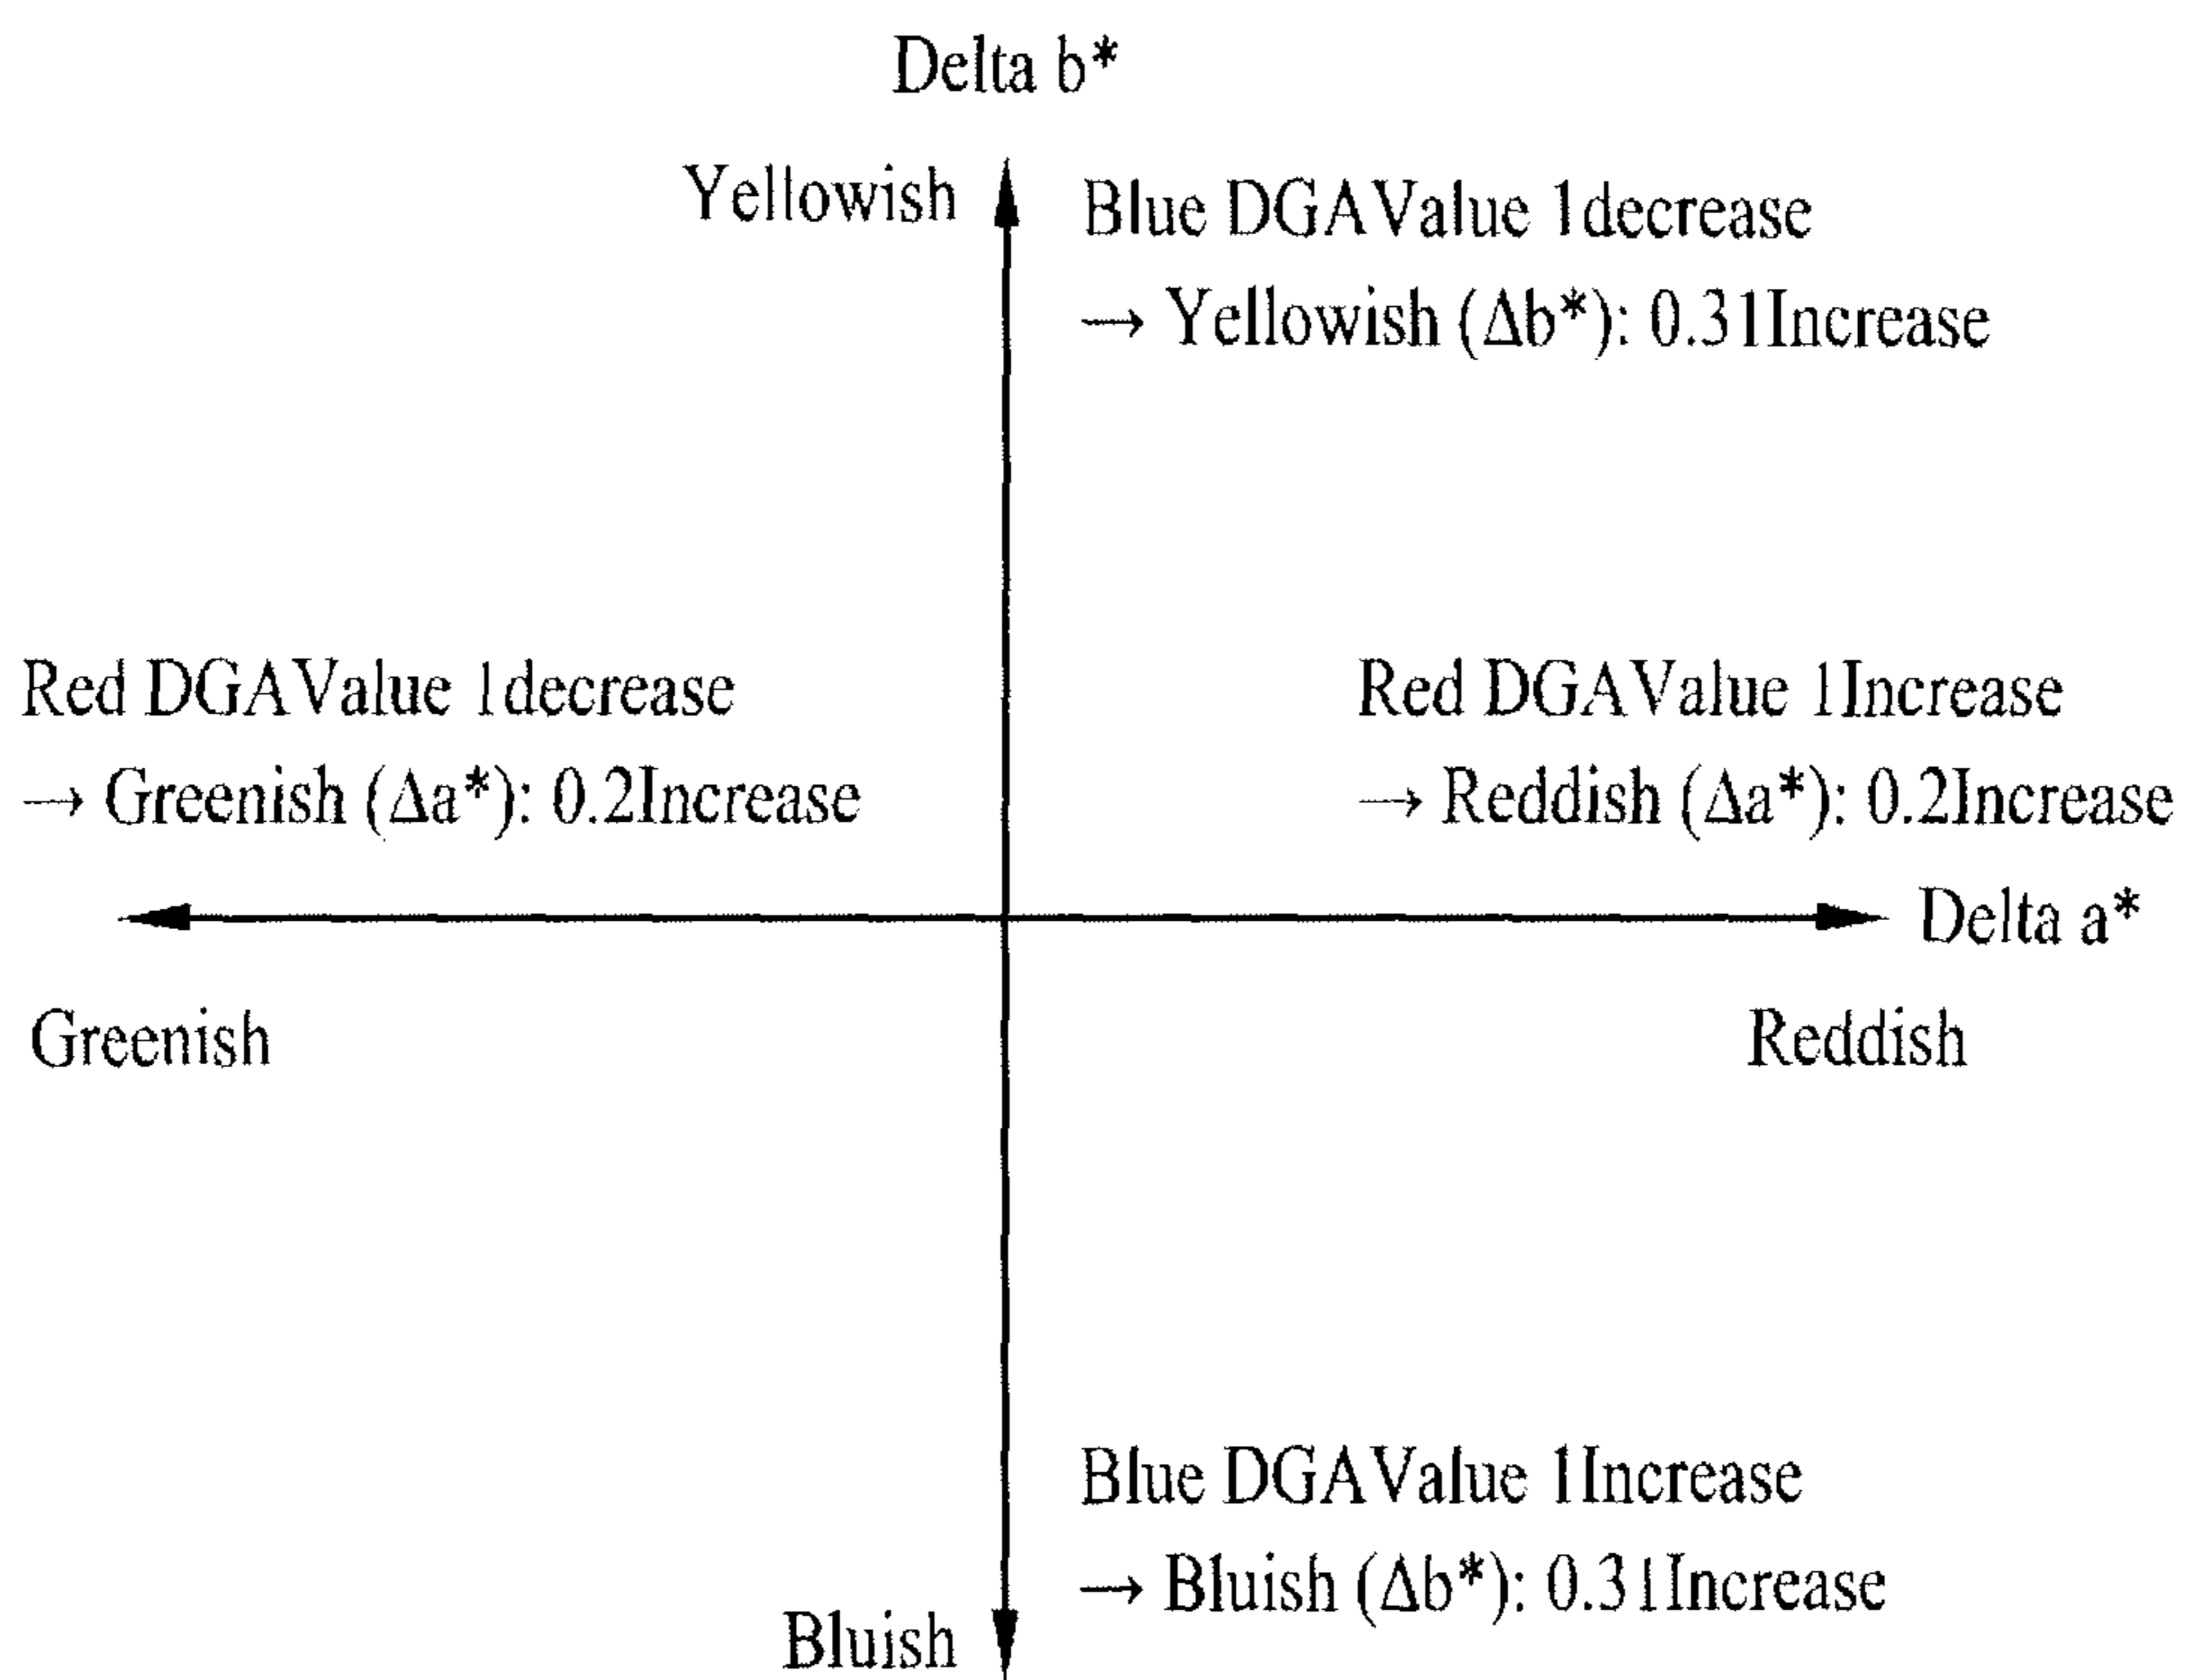 Delta b*
Yellowish
Blue DGAValue 1decrease
→ Yellowish (Δb*): 0.31Increase
Red DGAValue 1decrease
→ Greenish (Δa*): 0.2Increase
Red DGAValue 1Increase
→ Reddish (Δa*): 0.2Increase
Delta a*
Greenish
Reddish
Blue DGAValue 1Increase
→ Bluish (Δb*): 0.31Increase
Bluish